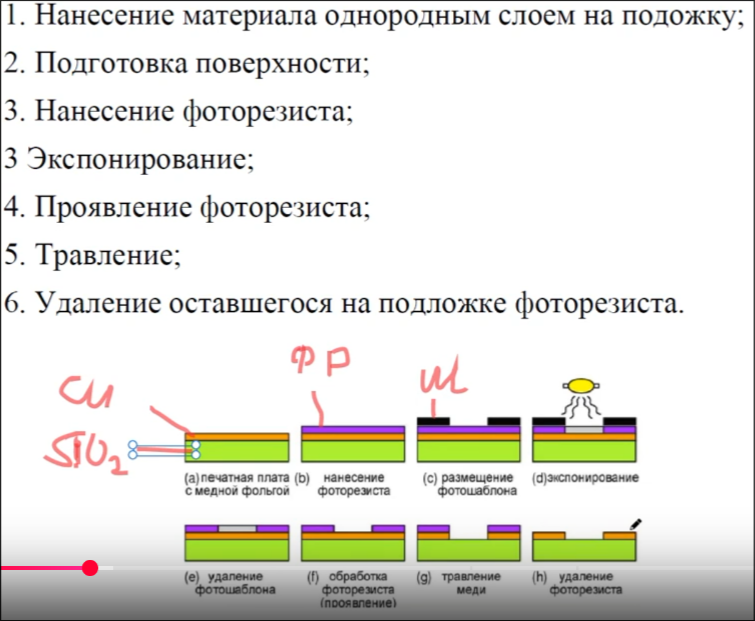 1. Нанесение материала однородным слоем на подожку;
2. Подготовка поверхности;
3. Нанесение фоторезиста;
3 Экспонирование;
4. Проявление фоторезиста;
5. Травление;
6. Удаление оставшегося на подложке фоторезиста.
ФР
Cu
SiO2
(a) печатная плата
с медной фольгой
(b) нанесение
фоторезиста
(c) размещение
фотошаблона
(d) экспонирование
(e) удаление
фотошаблона
(f) обработка
фоторезиста
(проявление)
(g) травление
меди
(h) удаление
фоторезиста